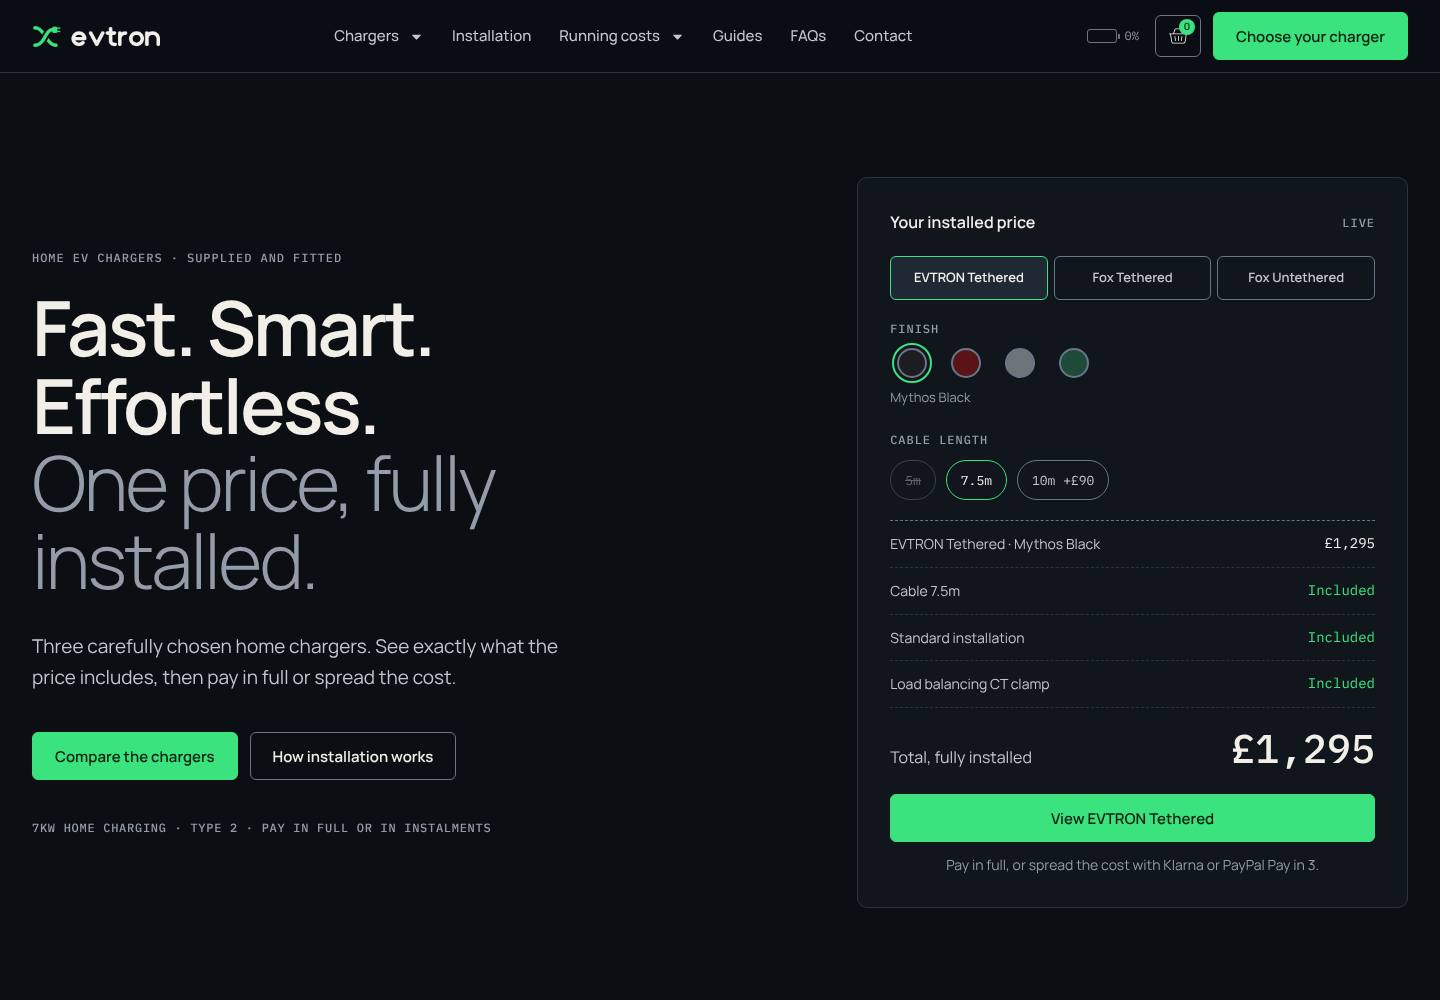 evtron
Chargers
Installation
Running costs
Guides
FAQs
Contact
0%
0
Choose your charger
HOME EV CHARGERS · SUPPLIED AND FITTED
Fast. Smart.
Effortless.
One price, fully
installed.
Three carefully chosen home chargers. See exactly what the
price includes, then pay in full or spread the cost.
Compare the chargers
How installation works
7KW HOME CHARGING · TYPE 2 · PAY IN FULL OR IN INSTALMENTS
Your installed price
LIVE
EVTRON Tethered
Fox Tethered
Fox Untethered
FINISH
Mythos Black
CABLE LENGTH
5m
7.5m
10m +£90
EVTRON Tethered · Mythos Black £1,295
Cable 7.5m Included
Standard installation Included
Load balancing CT clamp Included
Total, fully installed £1,295
View EVTRON Tethered
Pay in full, or spread the cost with Klarna or PayPal Pay in 3.